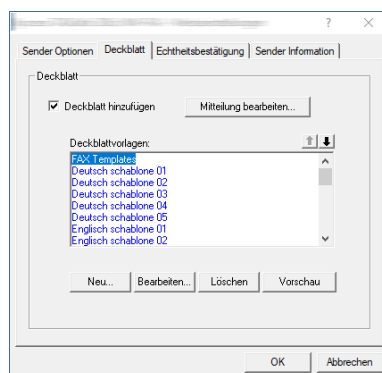 Sender Optionen Deckblatt Echtheitsbestätigung Sender Information
Deckblatt
Deckblatt hinzufügen Mitteilung bearbeiten...
Deckblattvorlagen:
FAX Templates
Deutsch schablone 01
Deutsch schablone 02
Deutsch schablone 03
Deutsch schablone 04
Deutsch schablone 05
Englisch schablone 01
Englisch schablone 02
Neu... Bearbeiten... Löschen Vorschau
OK Abbrechen